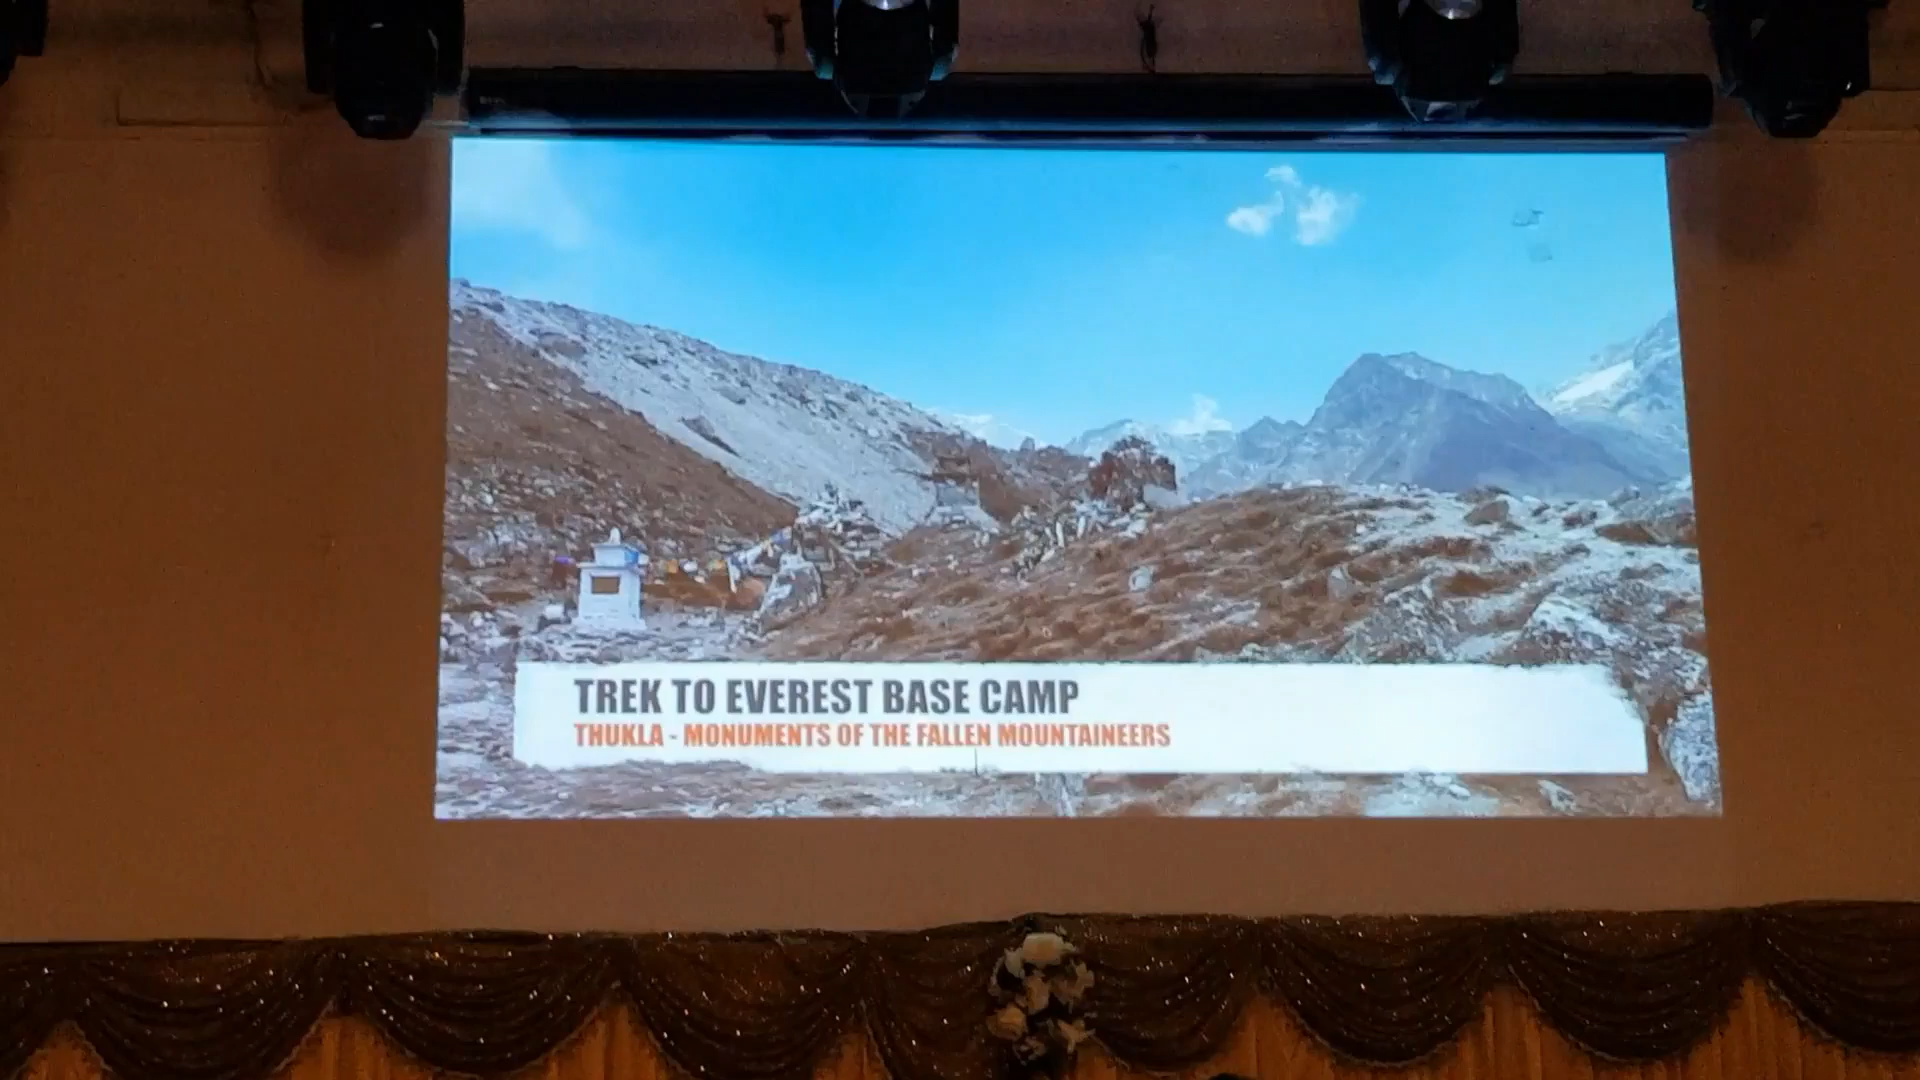 TREK TO EVEREST BASE CAMP
THUKLA - MONUMENTS OF THE FALLEN MOUNTAINEERS